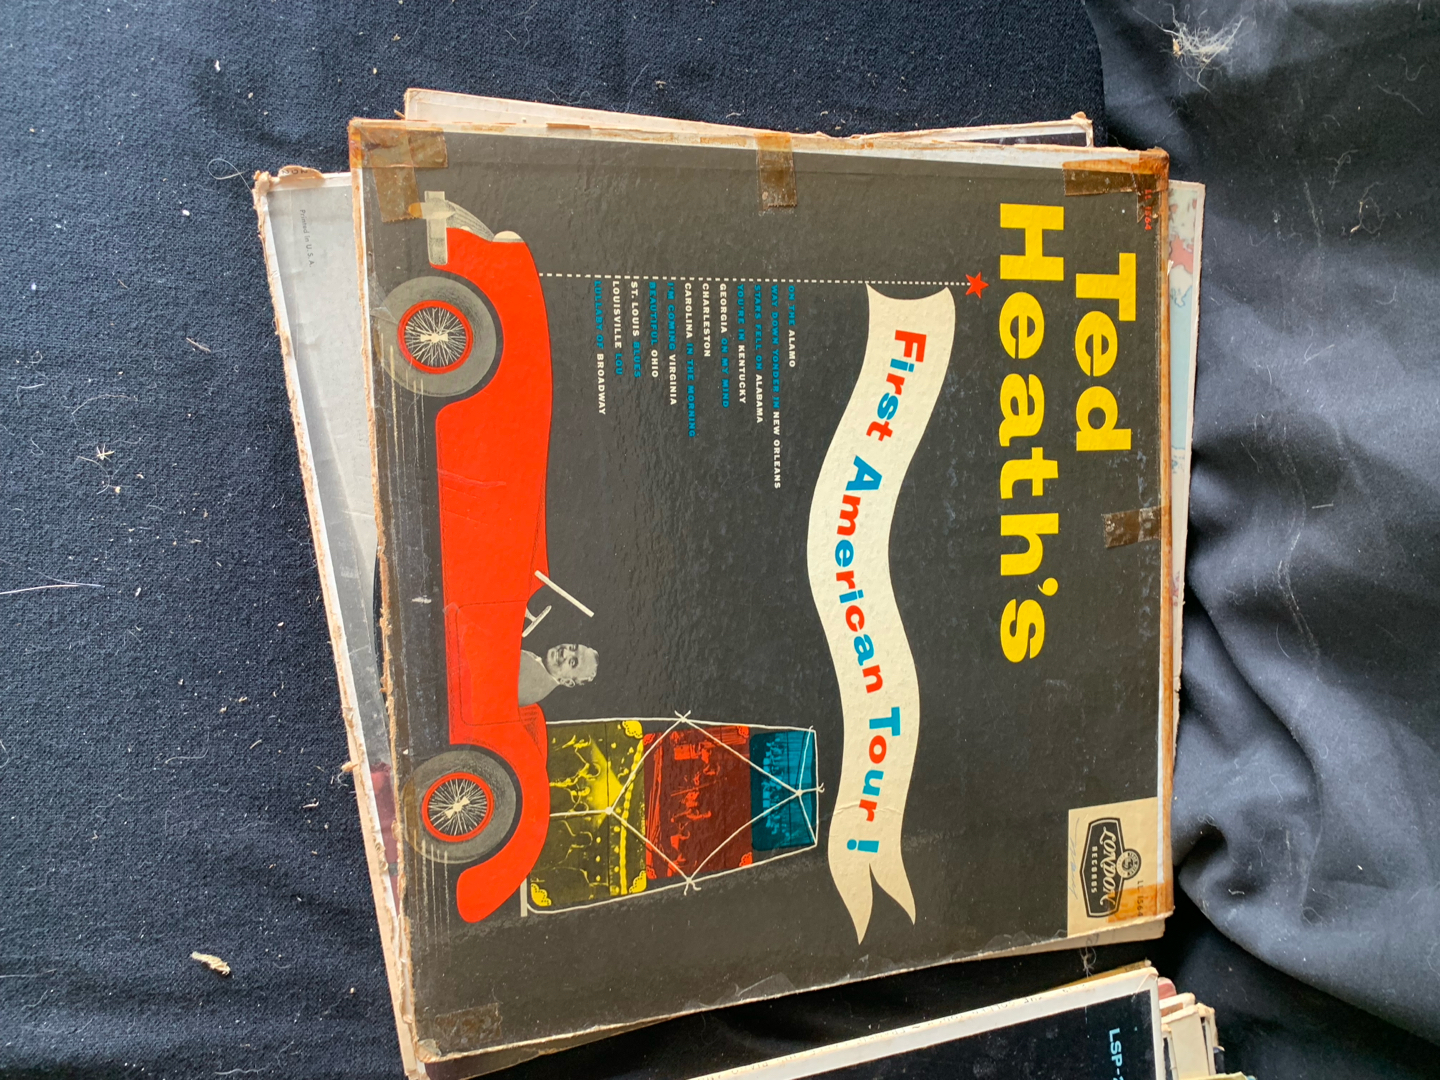 Ted
Heath's
First American Tour!
ON THE ALAMO
WAY DOWN YONDER IN NEW ORLEANS
STARS FELL ON ALABAMA
YOU'RE IN KENTUCKY
GEORGIA ON MY MIND
CHARLESTON
CAROLINA IN THE MORNING
I'M COMING VIRGINIA
BEAUTIFUL OHIO
ST. LOUIS BLUES
LOUISVILLE LOU
LULLABY OF BROADWAY
LONDON
RECORDS
Printed in U.S.A.
LSP-